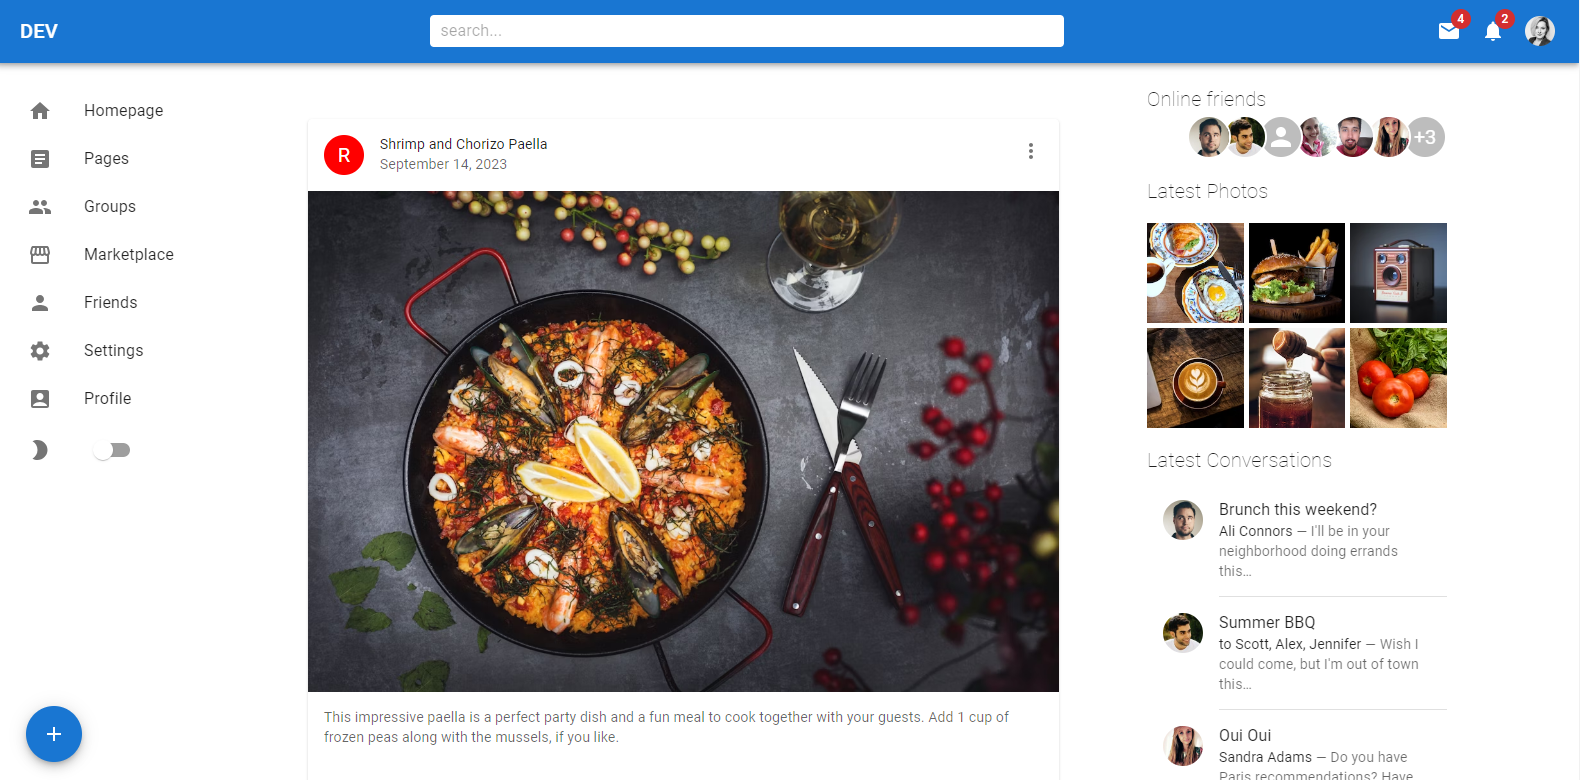 DEV
search...
4
2
Homepage
Pages
Groups
Marketplace
Friends
Settings
Profile
R
Shrimp and Chorizo Paella
September 14, 2023
This impressive paella is a perfect party dish and a fun meal to cook together with your guests. Add 1 cup of
frozen peas along with the mussels, if you like.
Online friends
+3
Latest Photos
Latest Conversations
Brunch this weekend?
Ali Connors — I'll be in your
neighborhood doing errands
this…
Summer BBQ
to Scott, Alex, Jennifer — Wish I
could come, but I'm out of town
this…
Oui Oui
Sandra Adams — Do you have
Paris recommendations? Have